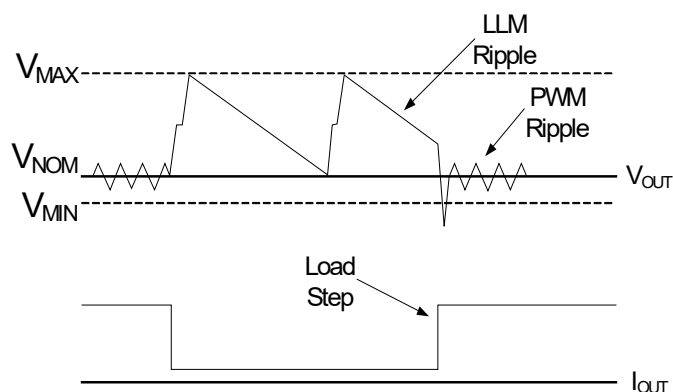 LLM
Ripple
VMAX
PWM
Ripple
VNOM
VOUT
VMIN
Load
Step
IOUT